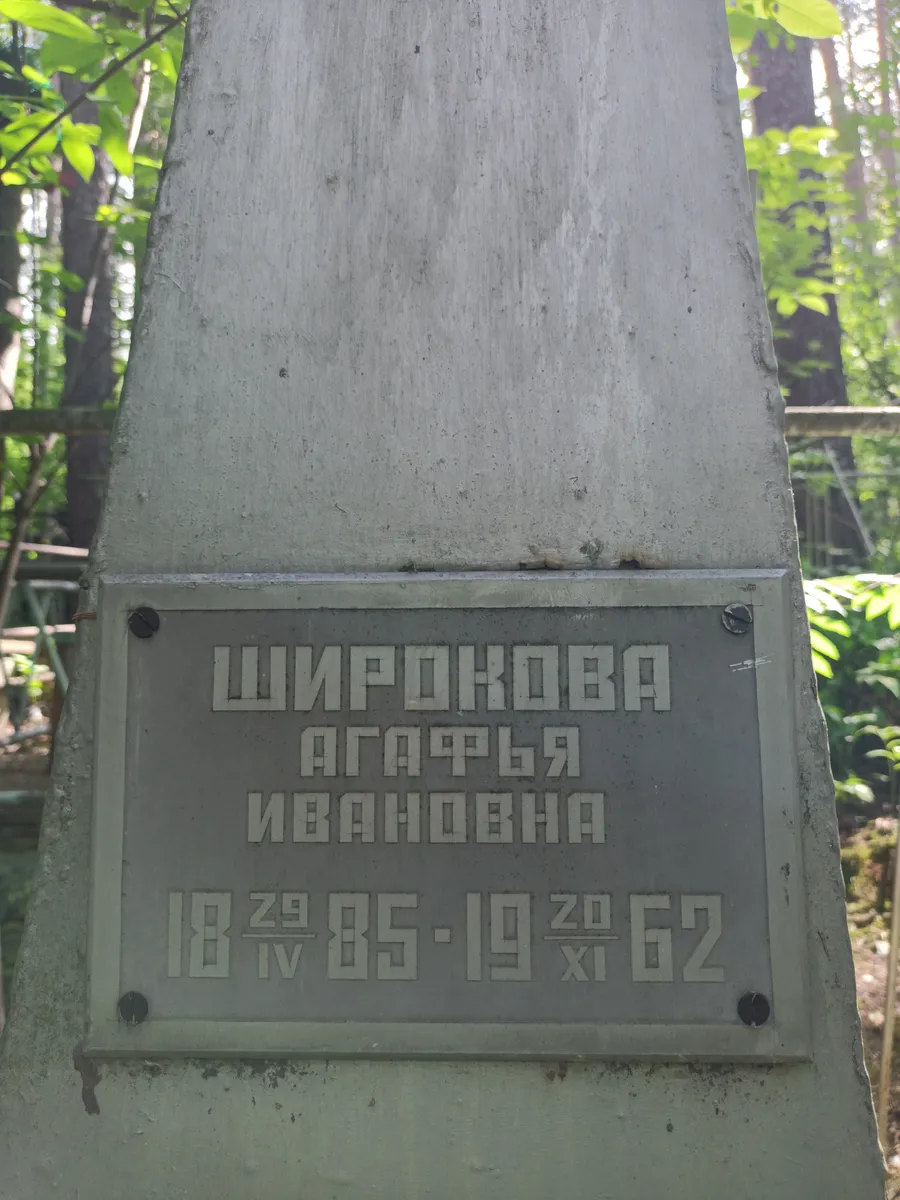 ШИРОКОВА
АГАФЬЯ
ИВАНОВНА
18 29/IV 85 - 19 20/XI 62